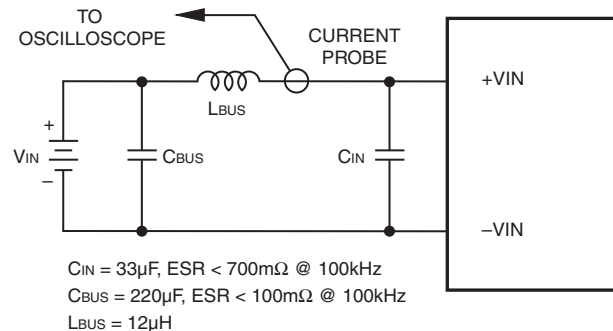 TO
OSCILLOSCOPE
CURRENT
PROBE
+VIN
LBUS
+
VIN
–
CBUS
CIN
–VIN
CIN = 33µF, ESR < 700mΩ @ 100kHz
CBUS = 220µF, ESR < 100mΩ @ 100kHz
LBUS = 12µH